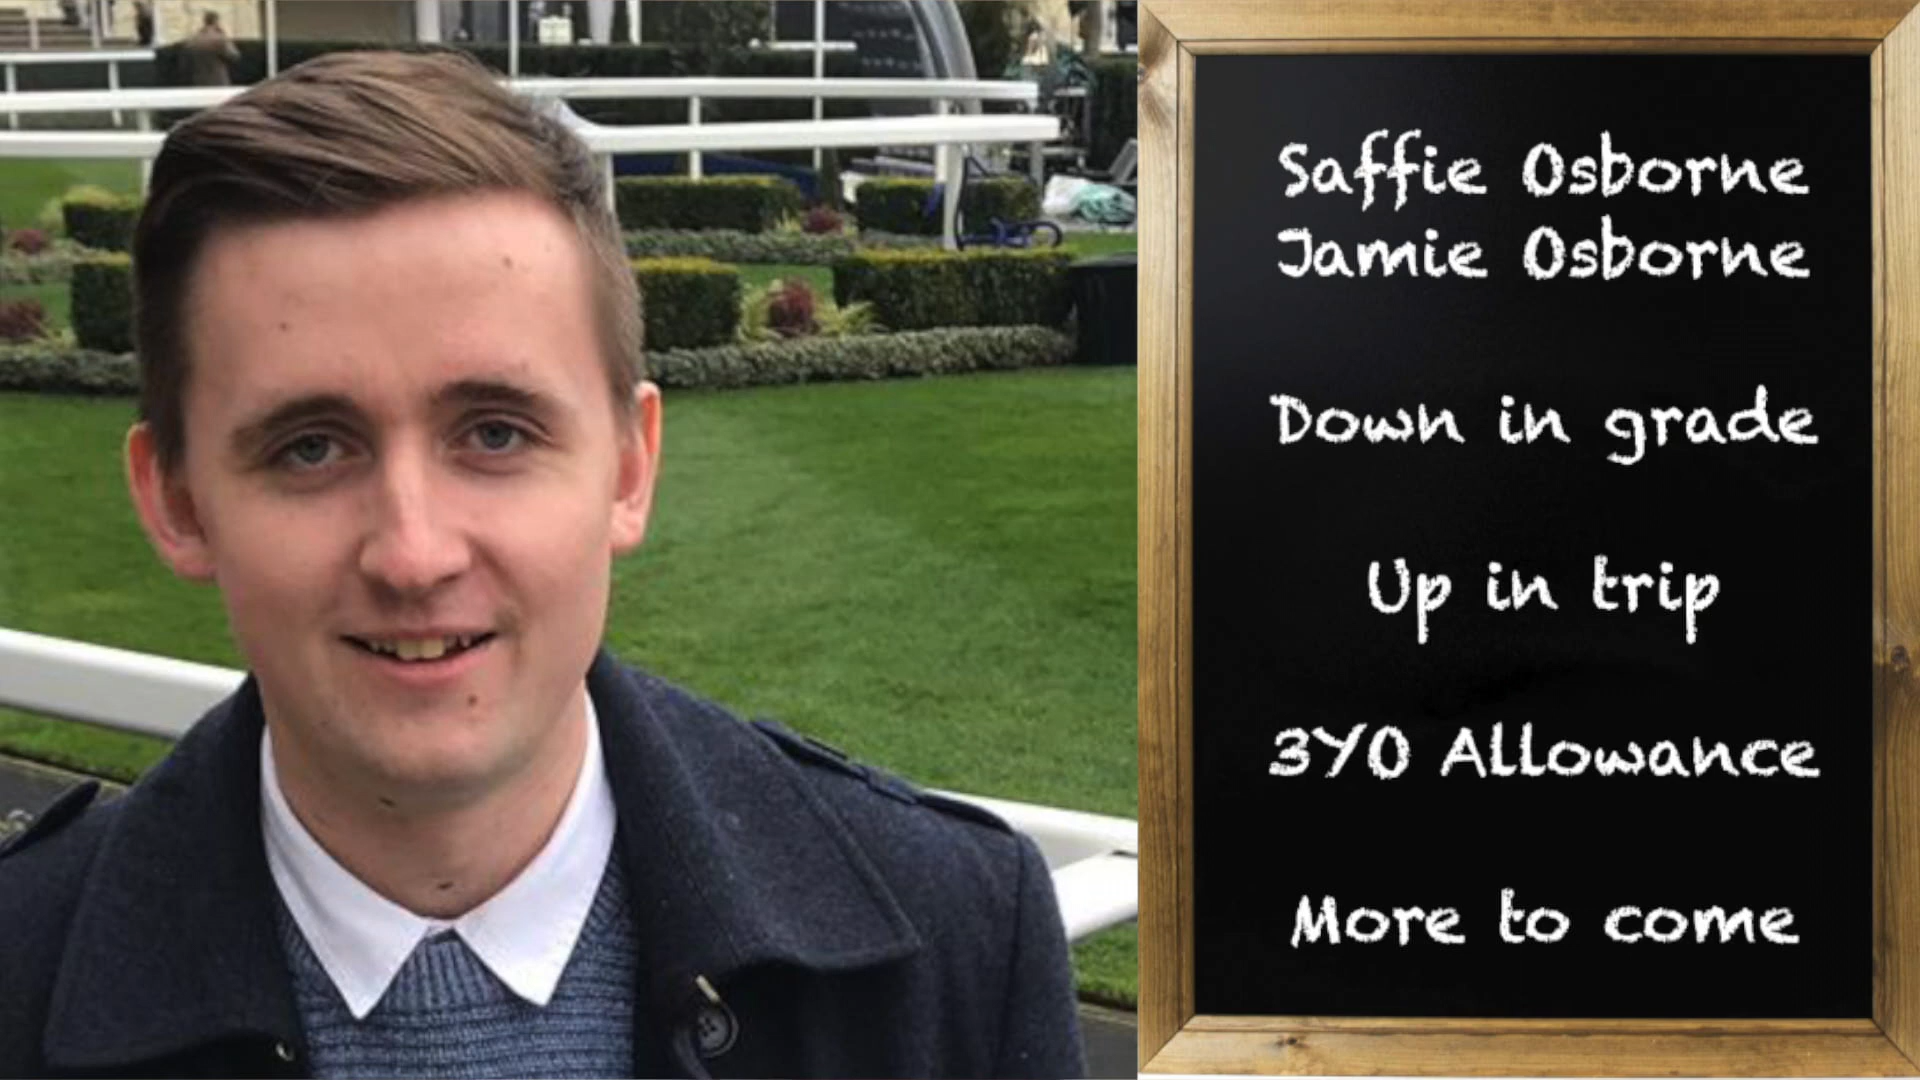 Saffie Osborne
Jamie Osborne
Down in grade
Up in trip
3YO Allowance
More to come